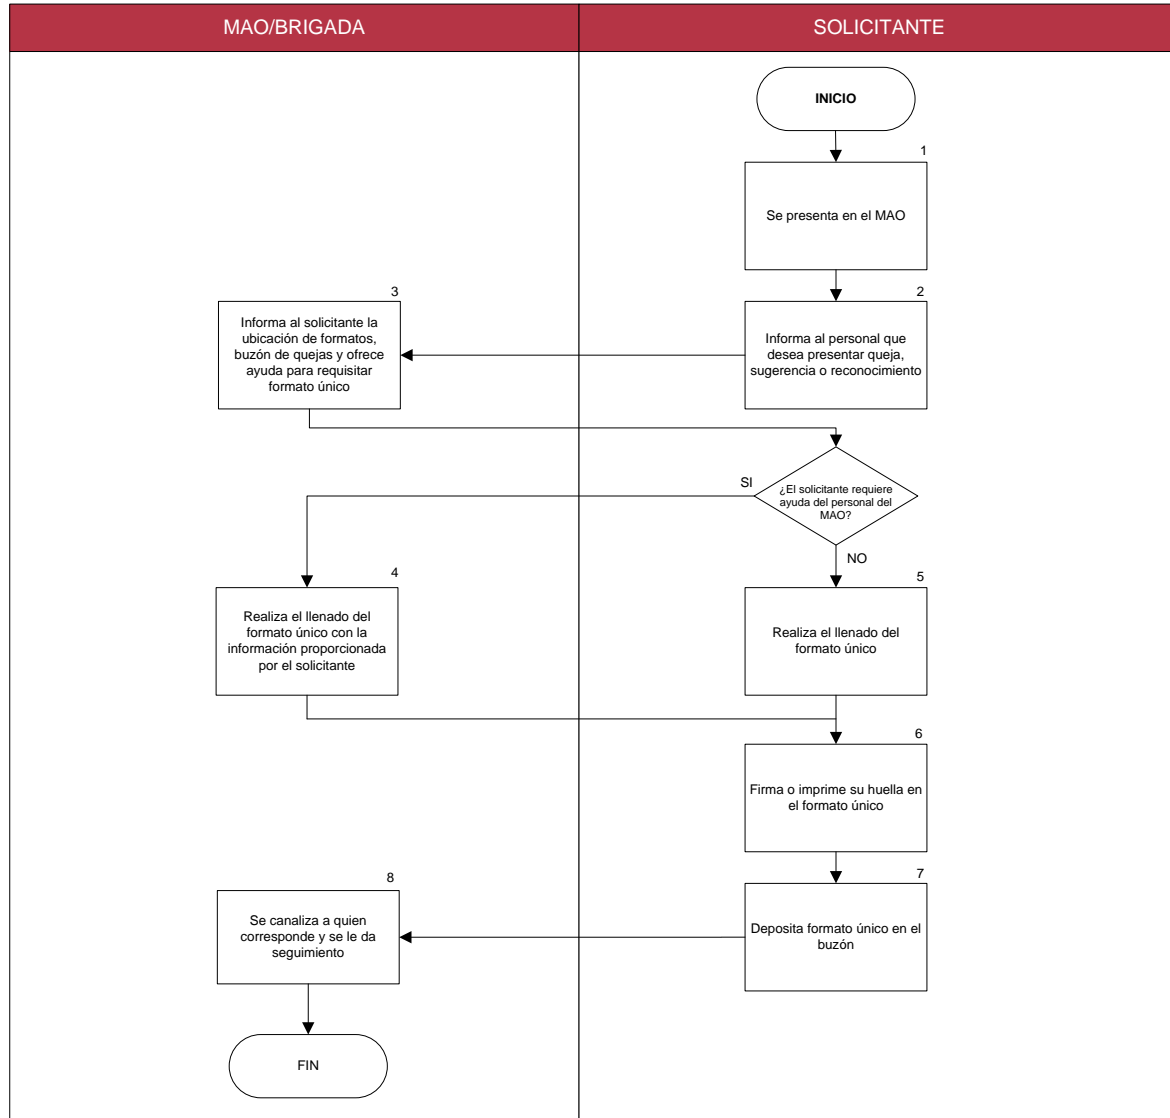 MAO/BRIGADA
SOLICITANTE
INICIO
1
Se presenta en el MAO
2
Informa al personal que
desea presentar queja,
sugerencia o reconocimiento
3
Informa al solicitante la
ubicación de formatos,
buzón de quejas y ofrece
ayuda para requisitar
formato único
¿El solicitante requiere
ayuda del personal del
MAO?
SI
NO
4
Realiza el llenado del
formato único con la
información proporcionada
por el solicitante
5
Realiza el llenado del
formato único
6
Firma o imprime su huella en
el formato único
7
Deposita formato único en el
buzón
8
Se canaliza a quien
corresponde y se le da
seguimiento
FIN